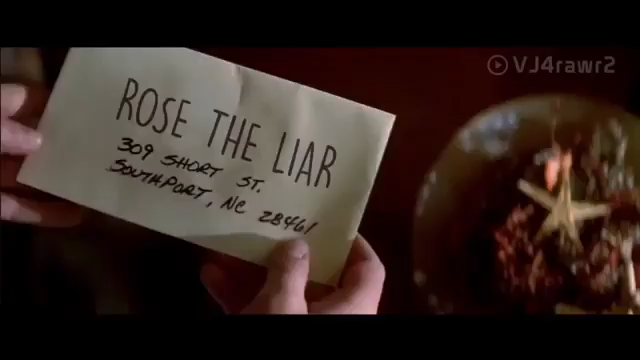 VJ4rawr2
ROSE THE LIAR
309 SHORT ST.
SOUTHPORT, NC 28461